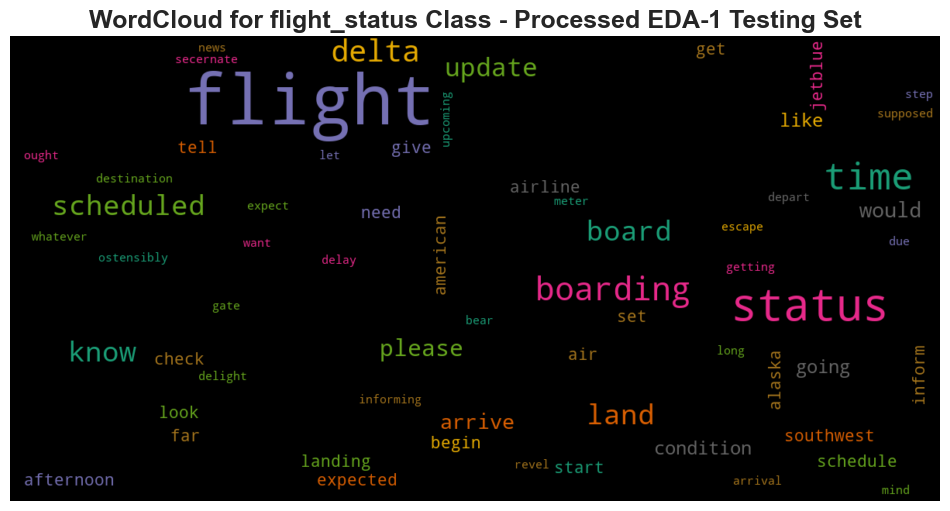 WordCloud for flight_status Class - Processed EDA-1 Testing Set
news
secernate
delta
update
get
jetblue
flight
upcoming
step
supposed
like
tell
let
give
ought
destination
airline
meter
time
depart
would
scheduled
expect
need
whatever
want
american
board
escape
due
ostensibly
delay
getting
boarding
status
gate
set
bear
know
check
please
air
long
alaska
going
inform
delight
informing
look
far
arrive
begin
land
condition
southwest
landing
revel
start
schedule
afternoon
expected
arrival
mind